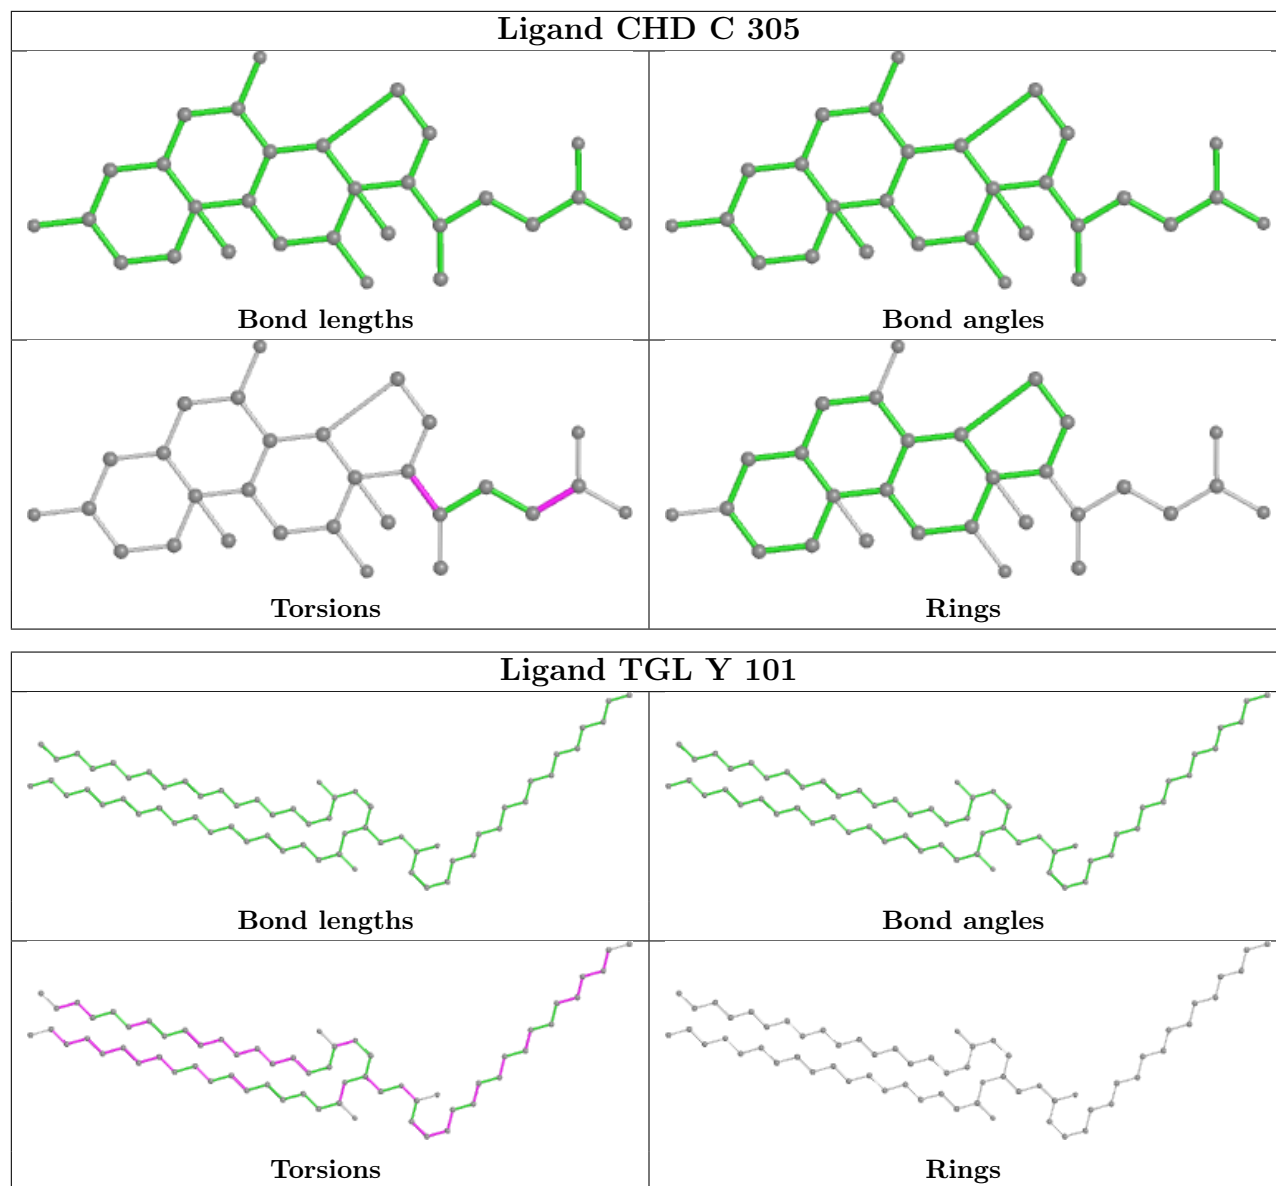 Ligand CHD C 305
Bond lengths
Bond angles
Torsions
Rings
Ligand TGL Y 101
Bond lengths
Bond angles
Torsions
Rings